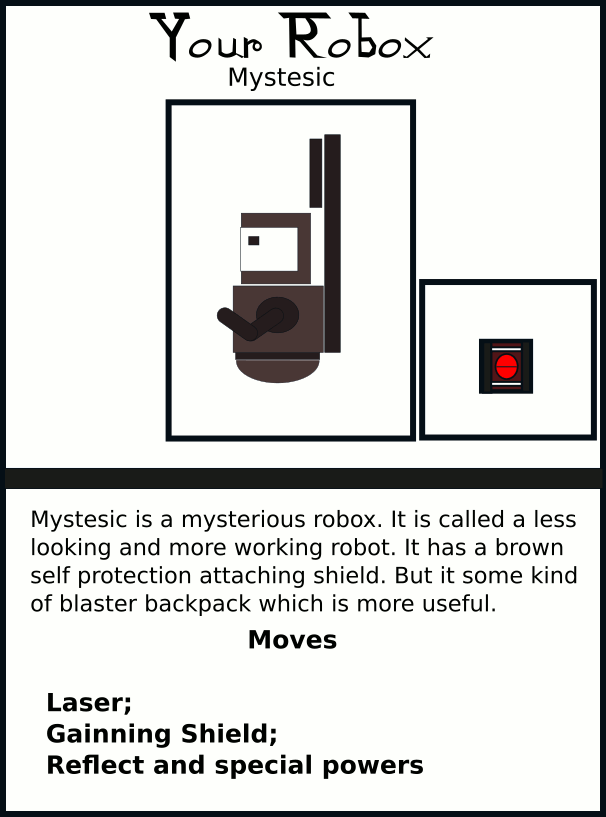 Your Robox
Mystesic
Mystesic is a mysterious robox. It is called a less
looking and more working robot. It has a brown
self protection attaching shield. But it some kind
of blaster backpack which is more useful.
Moves
Laser;
Gainning Shield;
Reflect and special powers